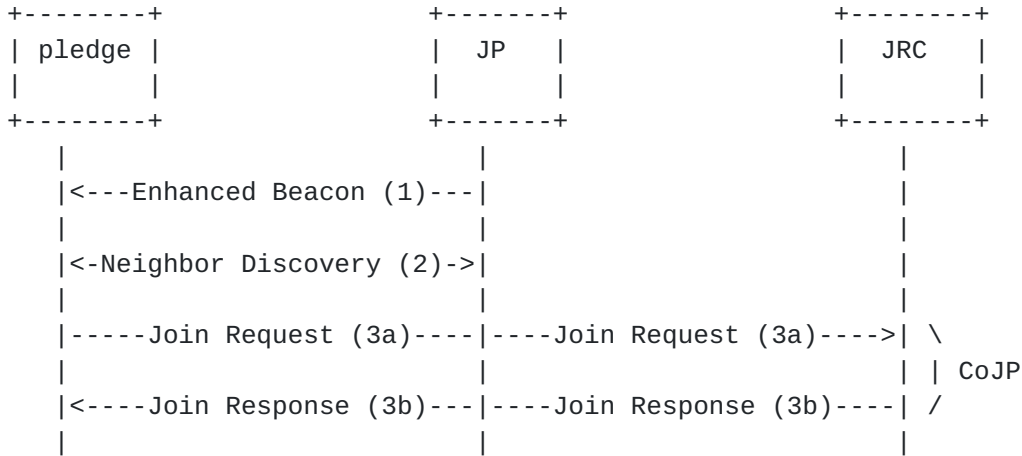 pledge JP JRC
<---Enhanced Beacon (1)---
<-Neighbor Discovery (2)->
-----Join Request (3a)----|----Join Request (3a)---->| \
| CoJP
<----Join Response (3b)---|----Join Response (3b)----| /